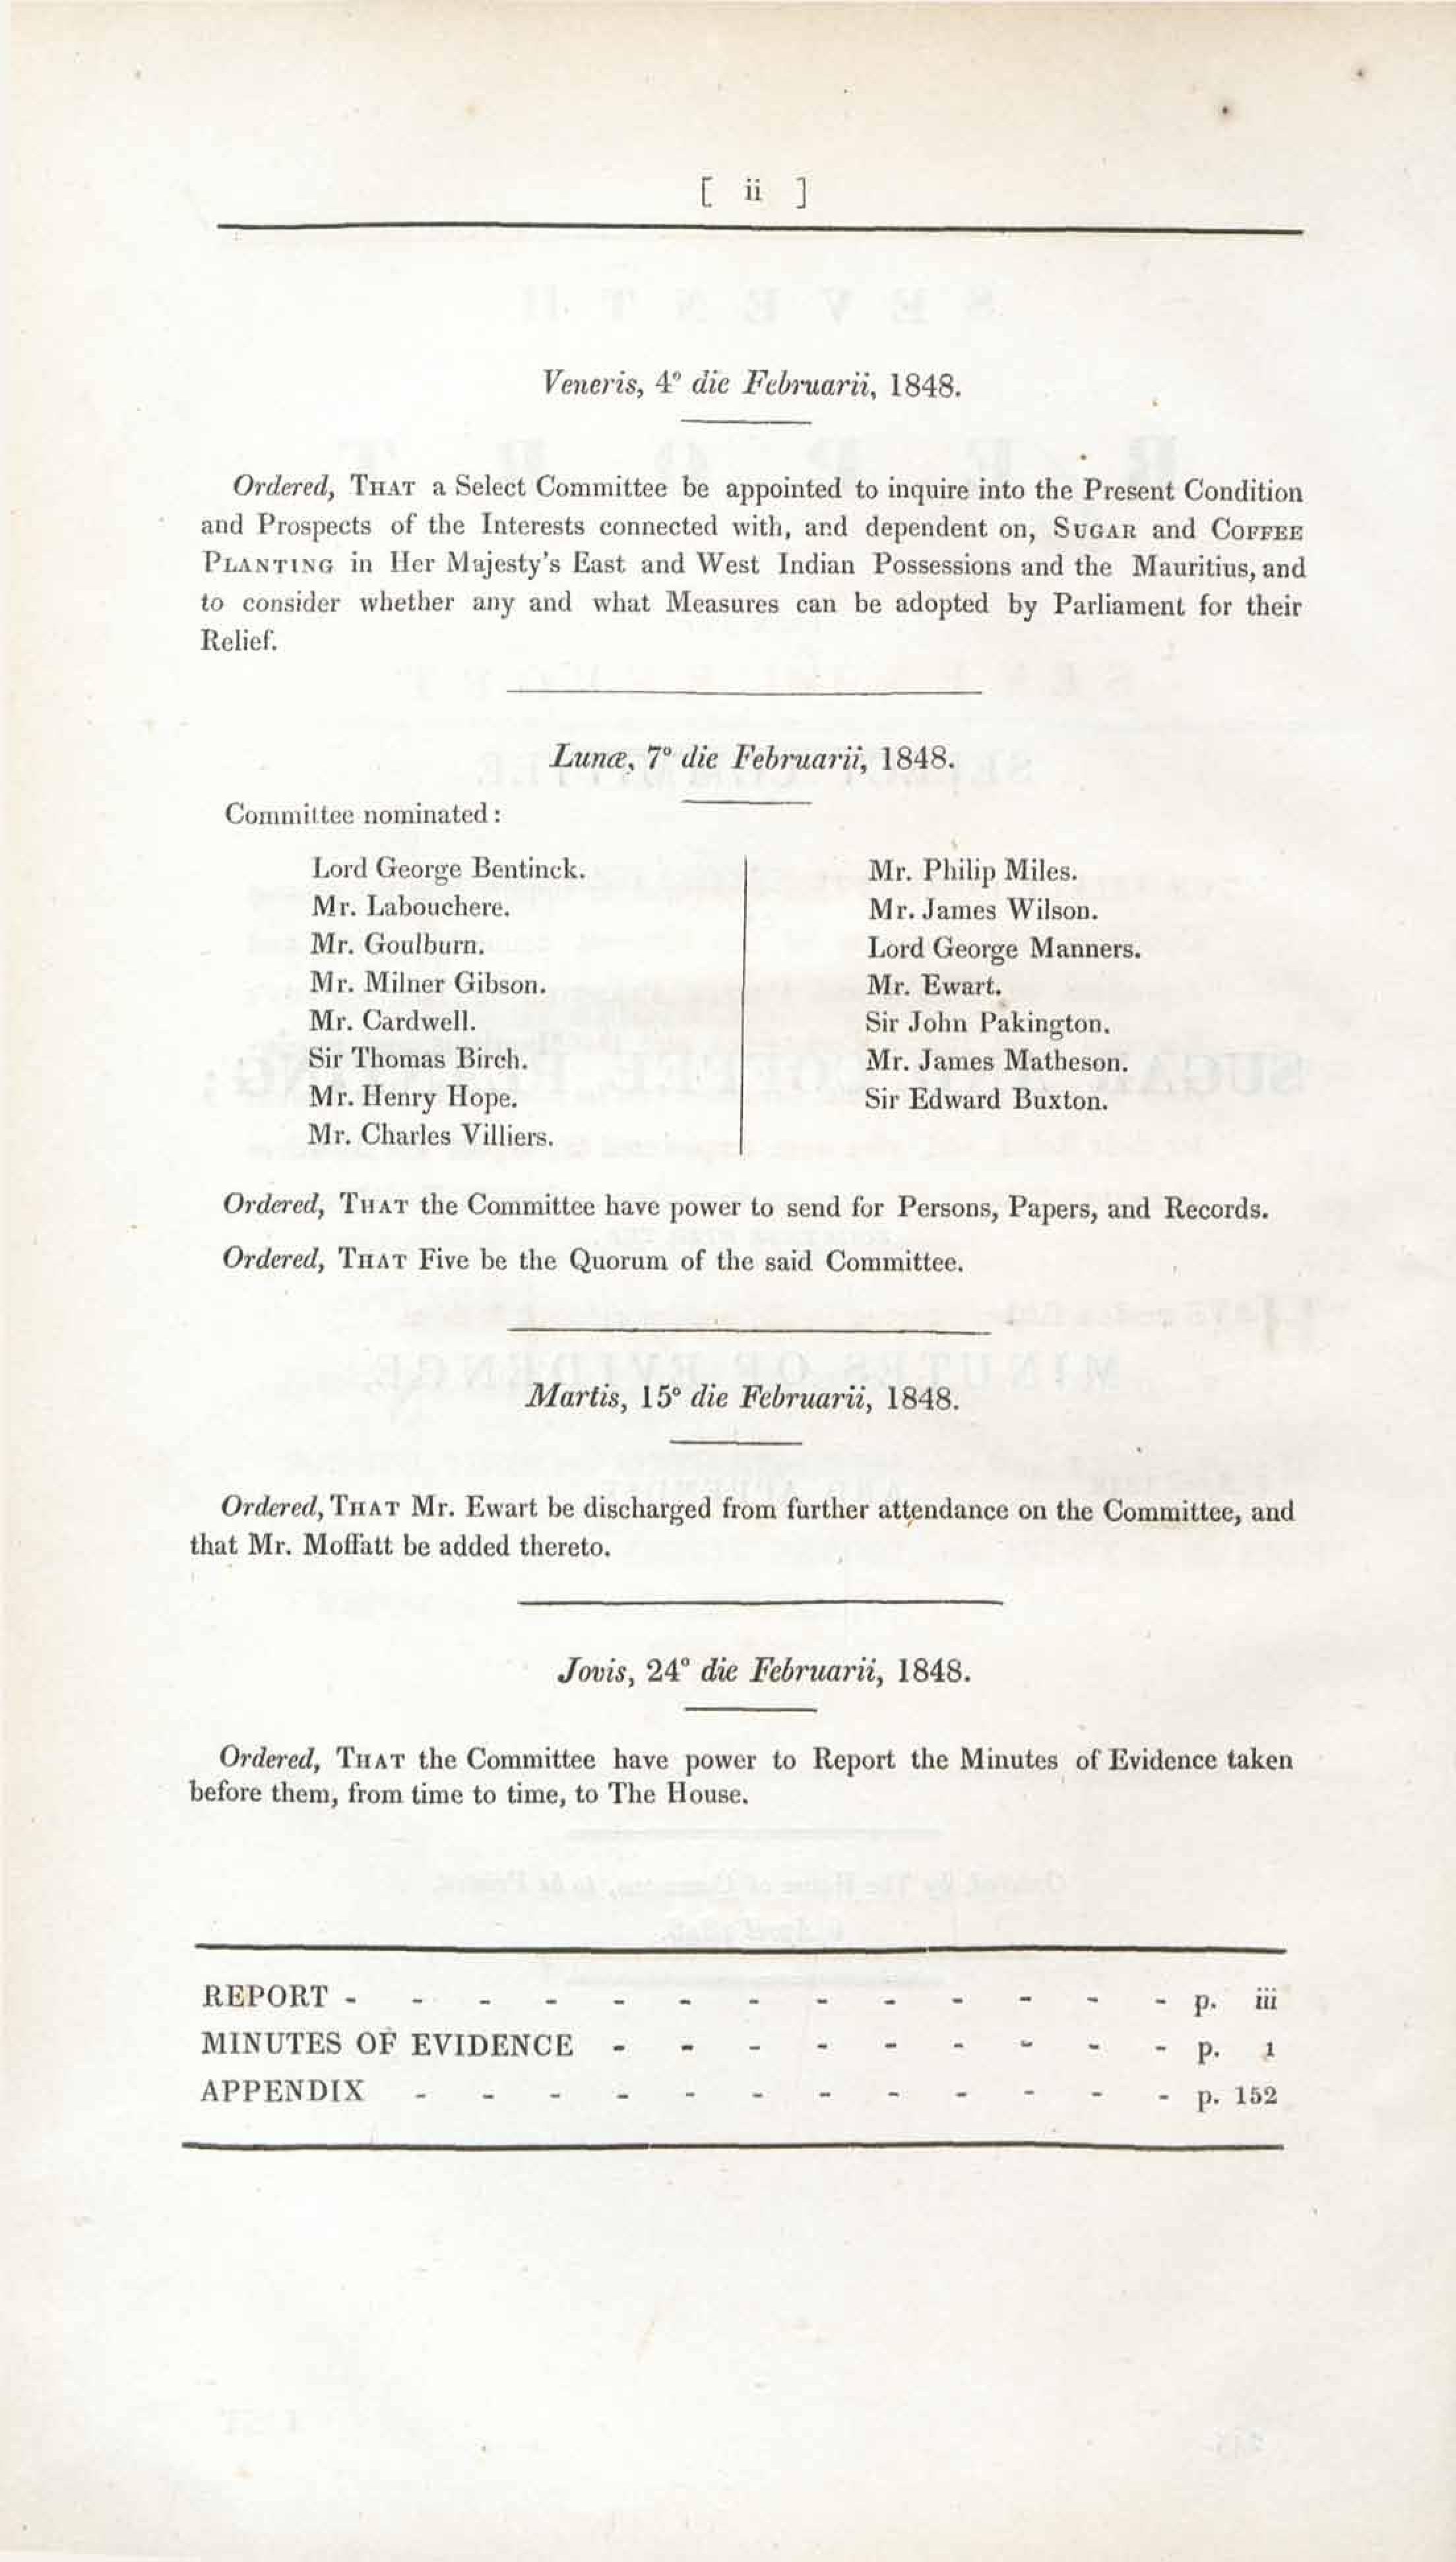 [ ii ]
Veneris, 4° die Februarii, 1848.
Ordered, THAT a Select Committee be appointed to inquire into the Present Condition
and Prospects of the Interests connected with, and dependent on, SUGAR and COFFEE
PLANTING in Her Majesty's East and West Indian Possessions and the Mauritius, and
to consider whether any and what Measures can be adopted by Parliament for their
Relief.
Lunæ, 7° die Februarii, 1848.
Committee nominated:
Lord George Bentinck.
Mr. Labouchere.
Mr. Goulburn.
Mr. Milner Gibson.
Mr. Cardwell.
Sir Thomas Birch.
Mr. Henry Hope.
Mr. Charles Villiers.
Mr. Philip Miles.
Mr. James Wilson.
Lord George Manners.
Mr. Ewart.
Sir John Pakington.
Mr. James Matheson.
Sir Edward Buxton.
Ordered, THAT the Committee have power to send for Persons, Papers, and Records.
Ordered, THAT Five be the Quorum of the said Committee.
Martis, 15° die Februarii, 1848.
Ordered, THAT Mr. Ewart be discharged from further attendance on the Committee, and
that Mr. Moffatt be added thereto.
Jovis, 24° die Februarii, 1848.
Ordered, THAT the Committee have power to Report the Minutes of Evidence taken
before them, from time to time, to The House.
REPORT - - - - - - - - - - - - - p. iii
MINUTES OF EVIDENCE - - - - - - - - - p. 1
APPENDIX - - - - - - - - - - - - p. 152